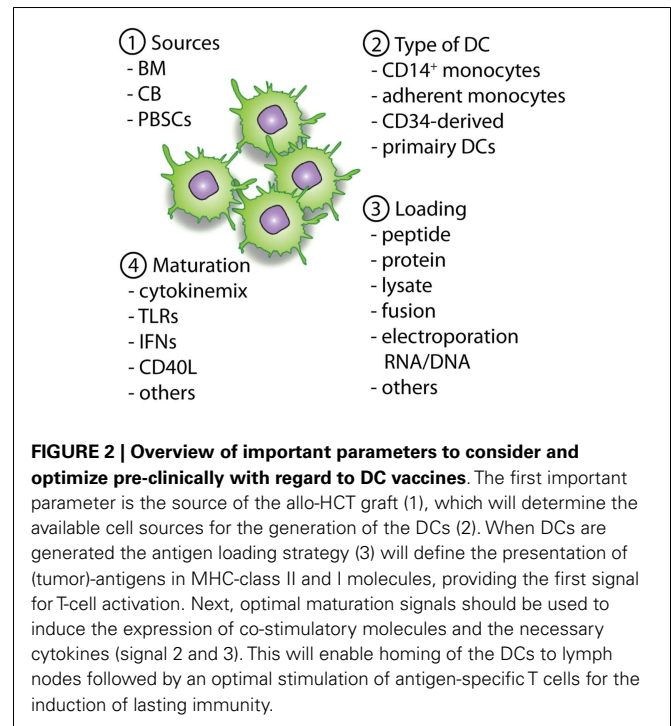 ① Sources
- BM
- CB
- PBSCs
② Type of DC
- CD14⁺ monocytes
- adherent monocytes
- CD34-derived
- primairy DCs
③ Loading
- peptide
- protein
- lysate
- fusion
- electroporation
RNA/DNA
- others
④ Maturation
- cytokinemix
- TLRs
- IFNs
- CD40L
- others
FIGURE 2 | Overview of important parameters to consider and
optimize pre-clinically with regard to DC vaccines. The first important
parameter is the source of the allo-HCT graft (1), which will determine the
available cell sources for the generation of the DCs (2). When DCs are
generated the antigen loading strategy (3) will define the presentation of
(tumor)-antigens in MHC-class II and I molecules, providing the first signal
for T-cell activation. Next, optimal maturation signals should be used to
induce the expression of co-stimulatory molecules and the necessary
cytokines (signal 2 and 3). This will enable homing of the DCs to lymph
nodes followed by an optimal stimulation of antigen-specific T cells for the
induction of lasting immunity.